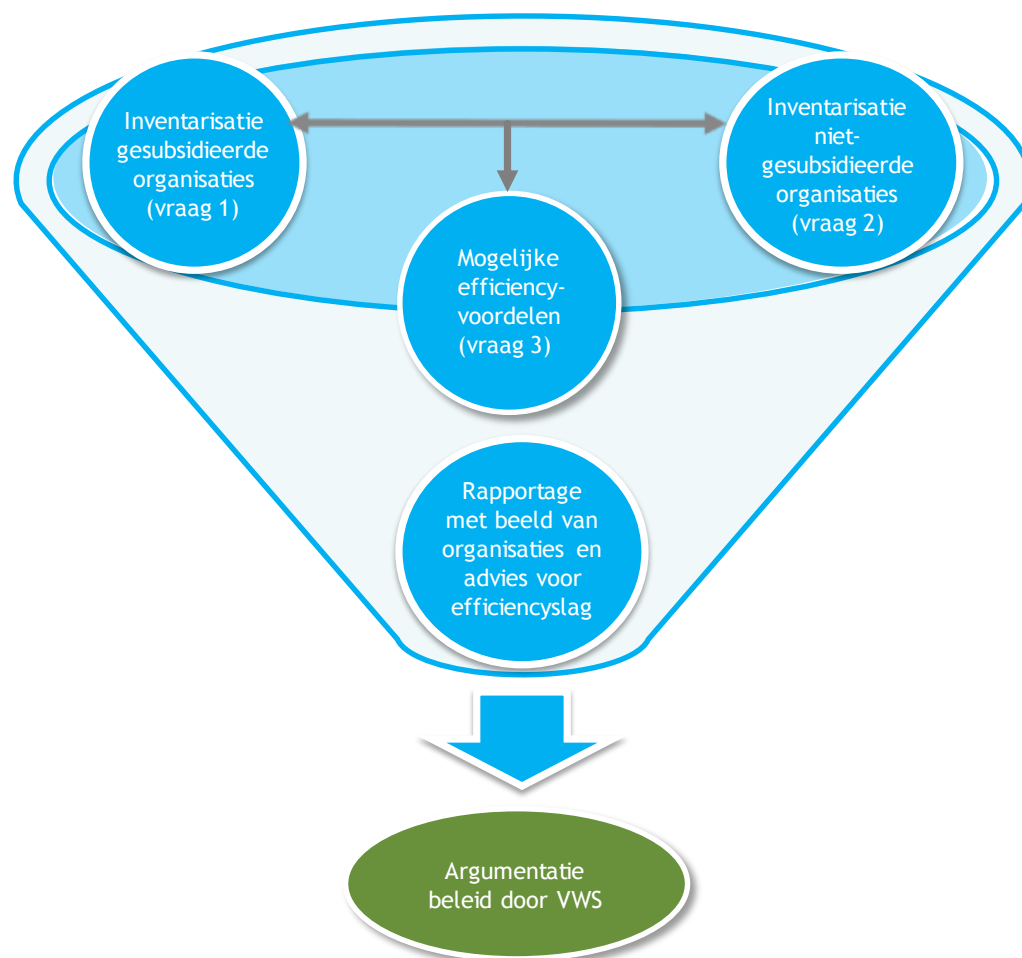 Inventarisatie
gesubsidieerde
organisaties
(vraag 1)
Inventarisatie
niet-
gesubsidieerde
organisaties
(vraag 2)
Mogelijke
efficiency-
voordelen
(vraag 3)
Rapportage
met beeld van
organisaties en
advies voor
efficiencyslag
Argumentatie
beleid door VWS